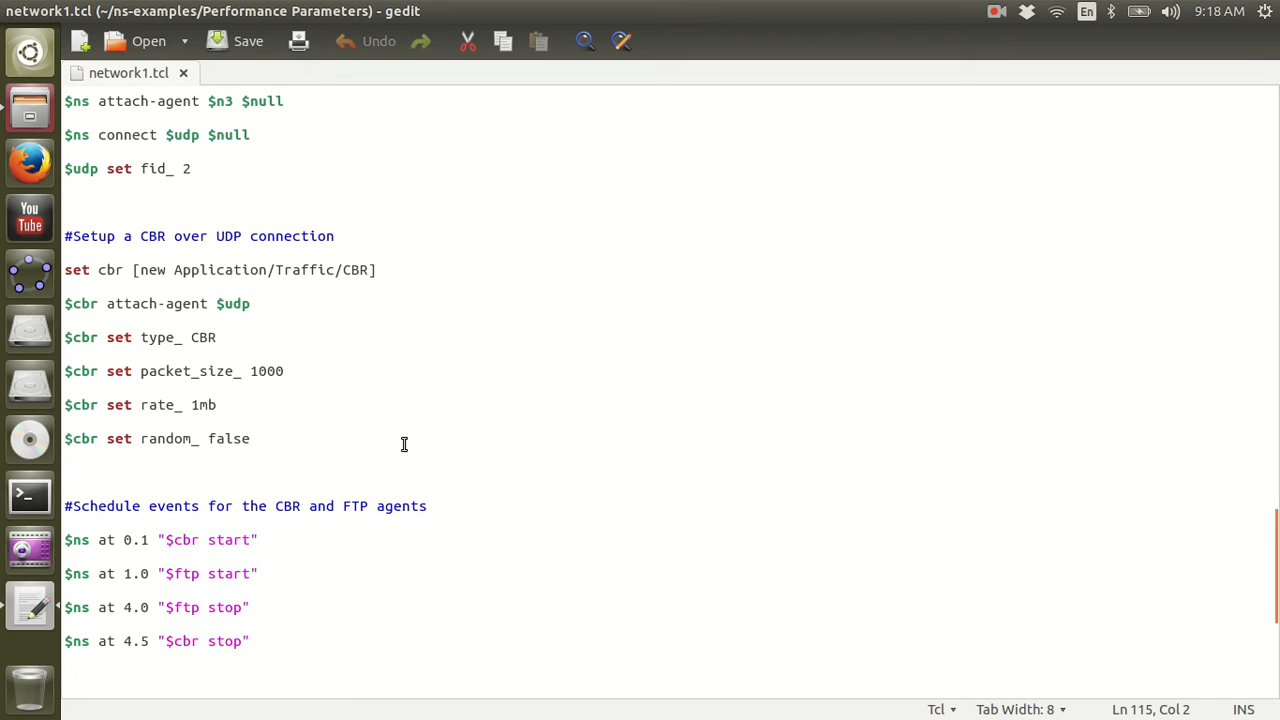 network1.tcl (~/ns-examples/Performance Parameters) - gedit
En
9:18 AM
Open
Save
Undo
network1.tcl
$ns attach-agent $n3 $null
$ns connect $udp $null
$udp set fid_ 2
#Setup a CBR over UDP connection
set cbr [new Application/Traffic/CBR]
$cbr attach-agent $udp
$cbr set type_ CBR
$cbr set packet_size_ 1000
$cbr set rate_ 1mb
$cbr set random_ false
#Schedule events for the CBR and FTP agents
$ns at 0.1 "$cbr start"
$ns at 1.0 "$ftp start"
$ns at 4.0 "$ftp stop"
$ns at 4.5 "$cbr stop"
You
Tube
>_
Tcl
Tab Width: 8
Ln 115, Col 2
INS